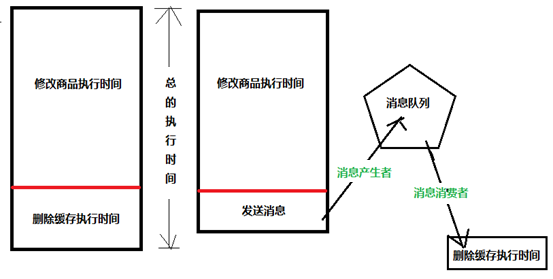 修改商品执行时间
删除缓存执行时间
总的执行时间
修改商品执行时间
发送消息
消息产生者
消息队列
消息消费者
删除缓存执行时间